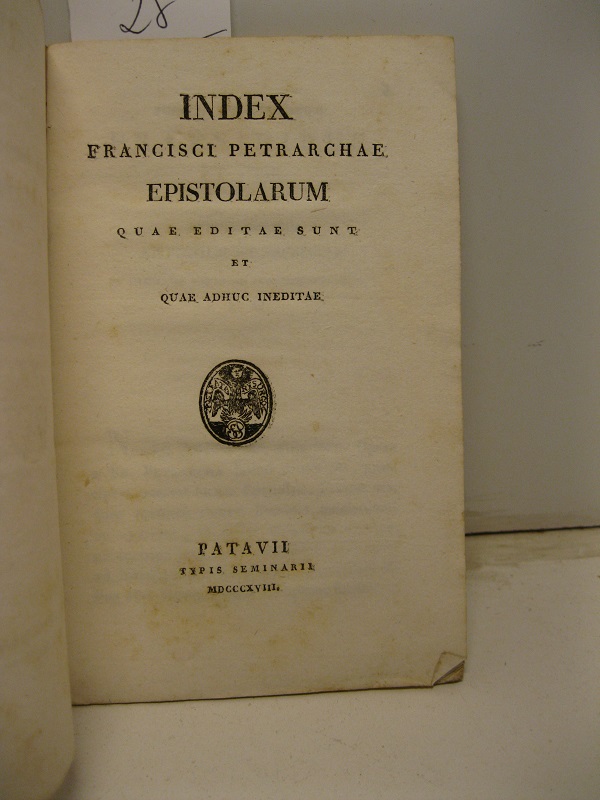 28
INDEX
FRANCISCI PETRARCHAE
EPISTOLARUM
QUAE EDITAE SUNT
ET
QUAE ADHUC INEDITAE
PATAVII
TYPIS SEMINARII
MDCCCXVIII.